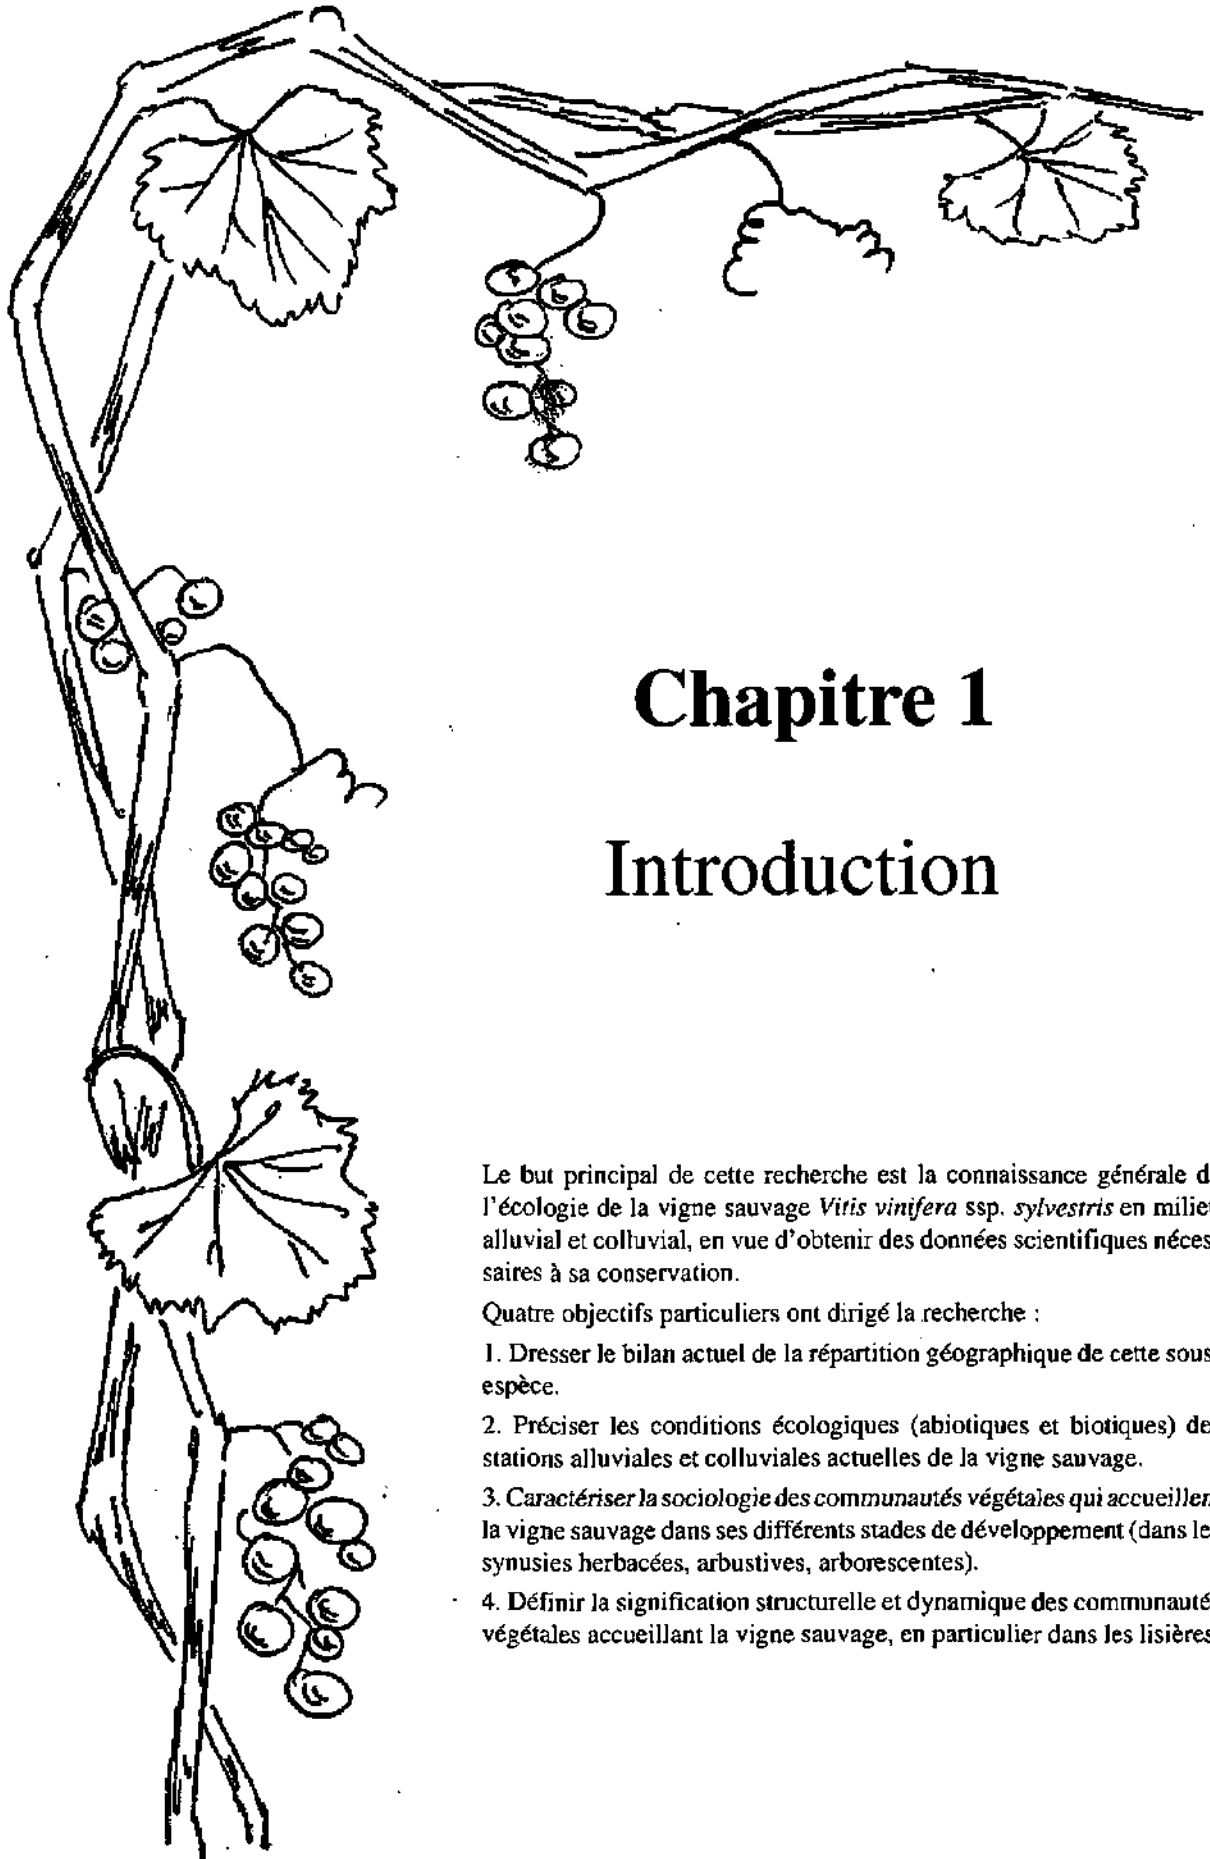 Chapitre 1
Introduction
Le but principal de cette recherche est la connaissance générale d
l'écologie de la vigne sauvage Vitis vinifera ssp. sylvestris en milie
alluvial et colluvial, en vue d'obtenir des données scientifiques néces
saires à sa conservation.
Quatre objectifs particuliers ont dirigé la recherche :
1. Dresser le bilan actuel de la répartition géographique de cette sous
espèce.
2. Préciser les conditions écologiques (abiotiques et biotiques) de
stations alluviales et colluviales actuelles de la vigne sauvage.
3. Caractériser la sociologie des communautés végétales qui accueiller
la vigne sauvage dans ses différents stades de développement (dans le
synusies herbacées, arbustives, arborescentes).
4. Définir la signification structurelle et dynamique des communauté
végétales accueillant la vigne sauvage, en particulier dans les lisières